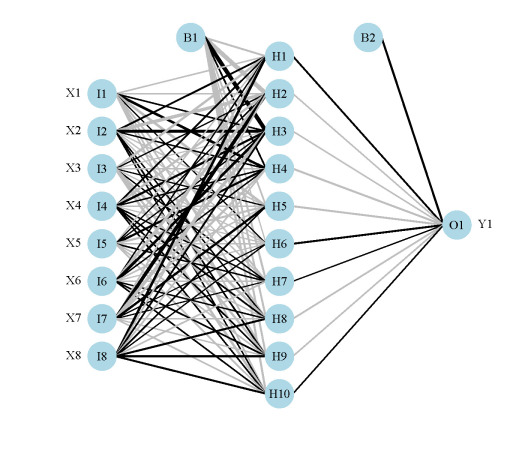 B1 B2
H1
X1 I1 H2
X2 I2 H3
X3 I3 H4
X4 I4 H5
O1 Y1
X5 I5 H6
X6 I6 H7
X7 I7 H8
X8 I8 H9
H10